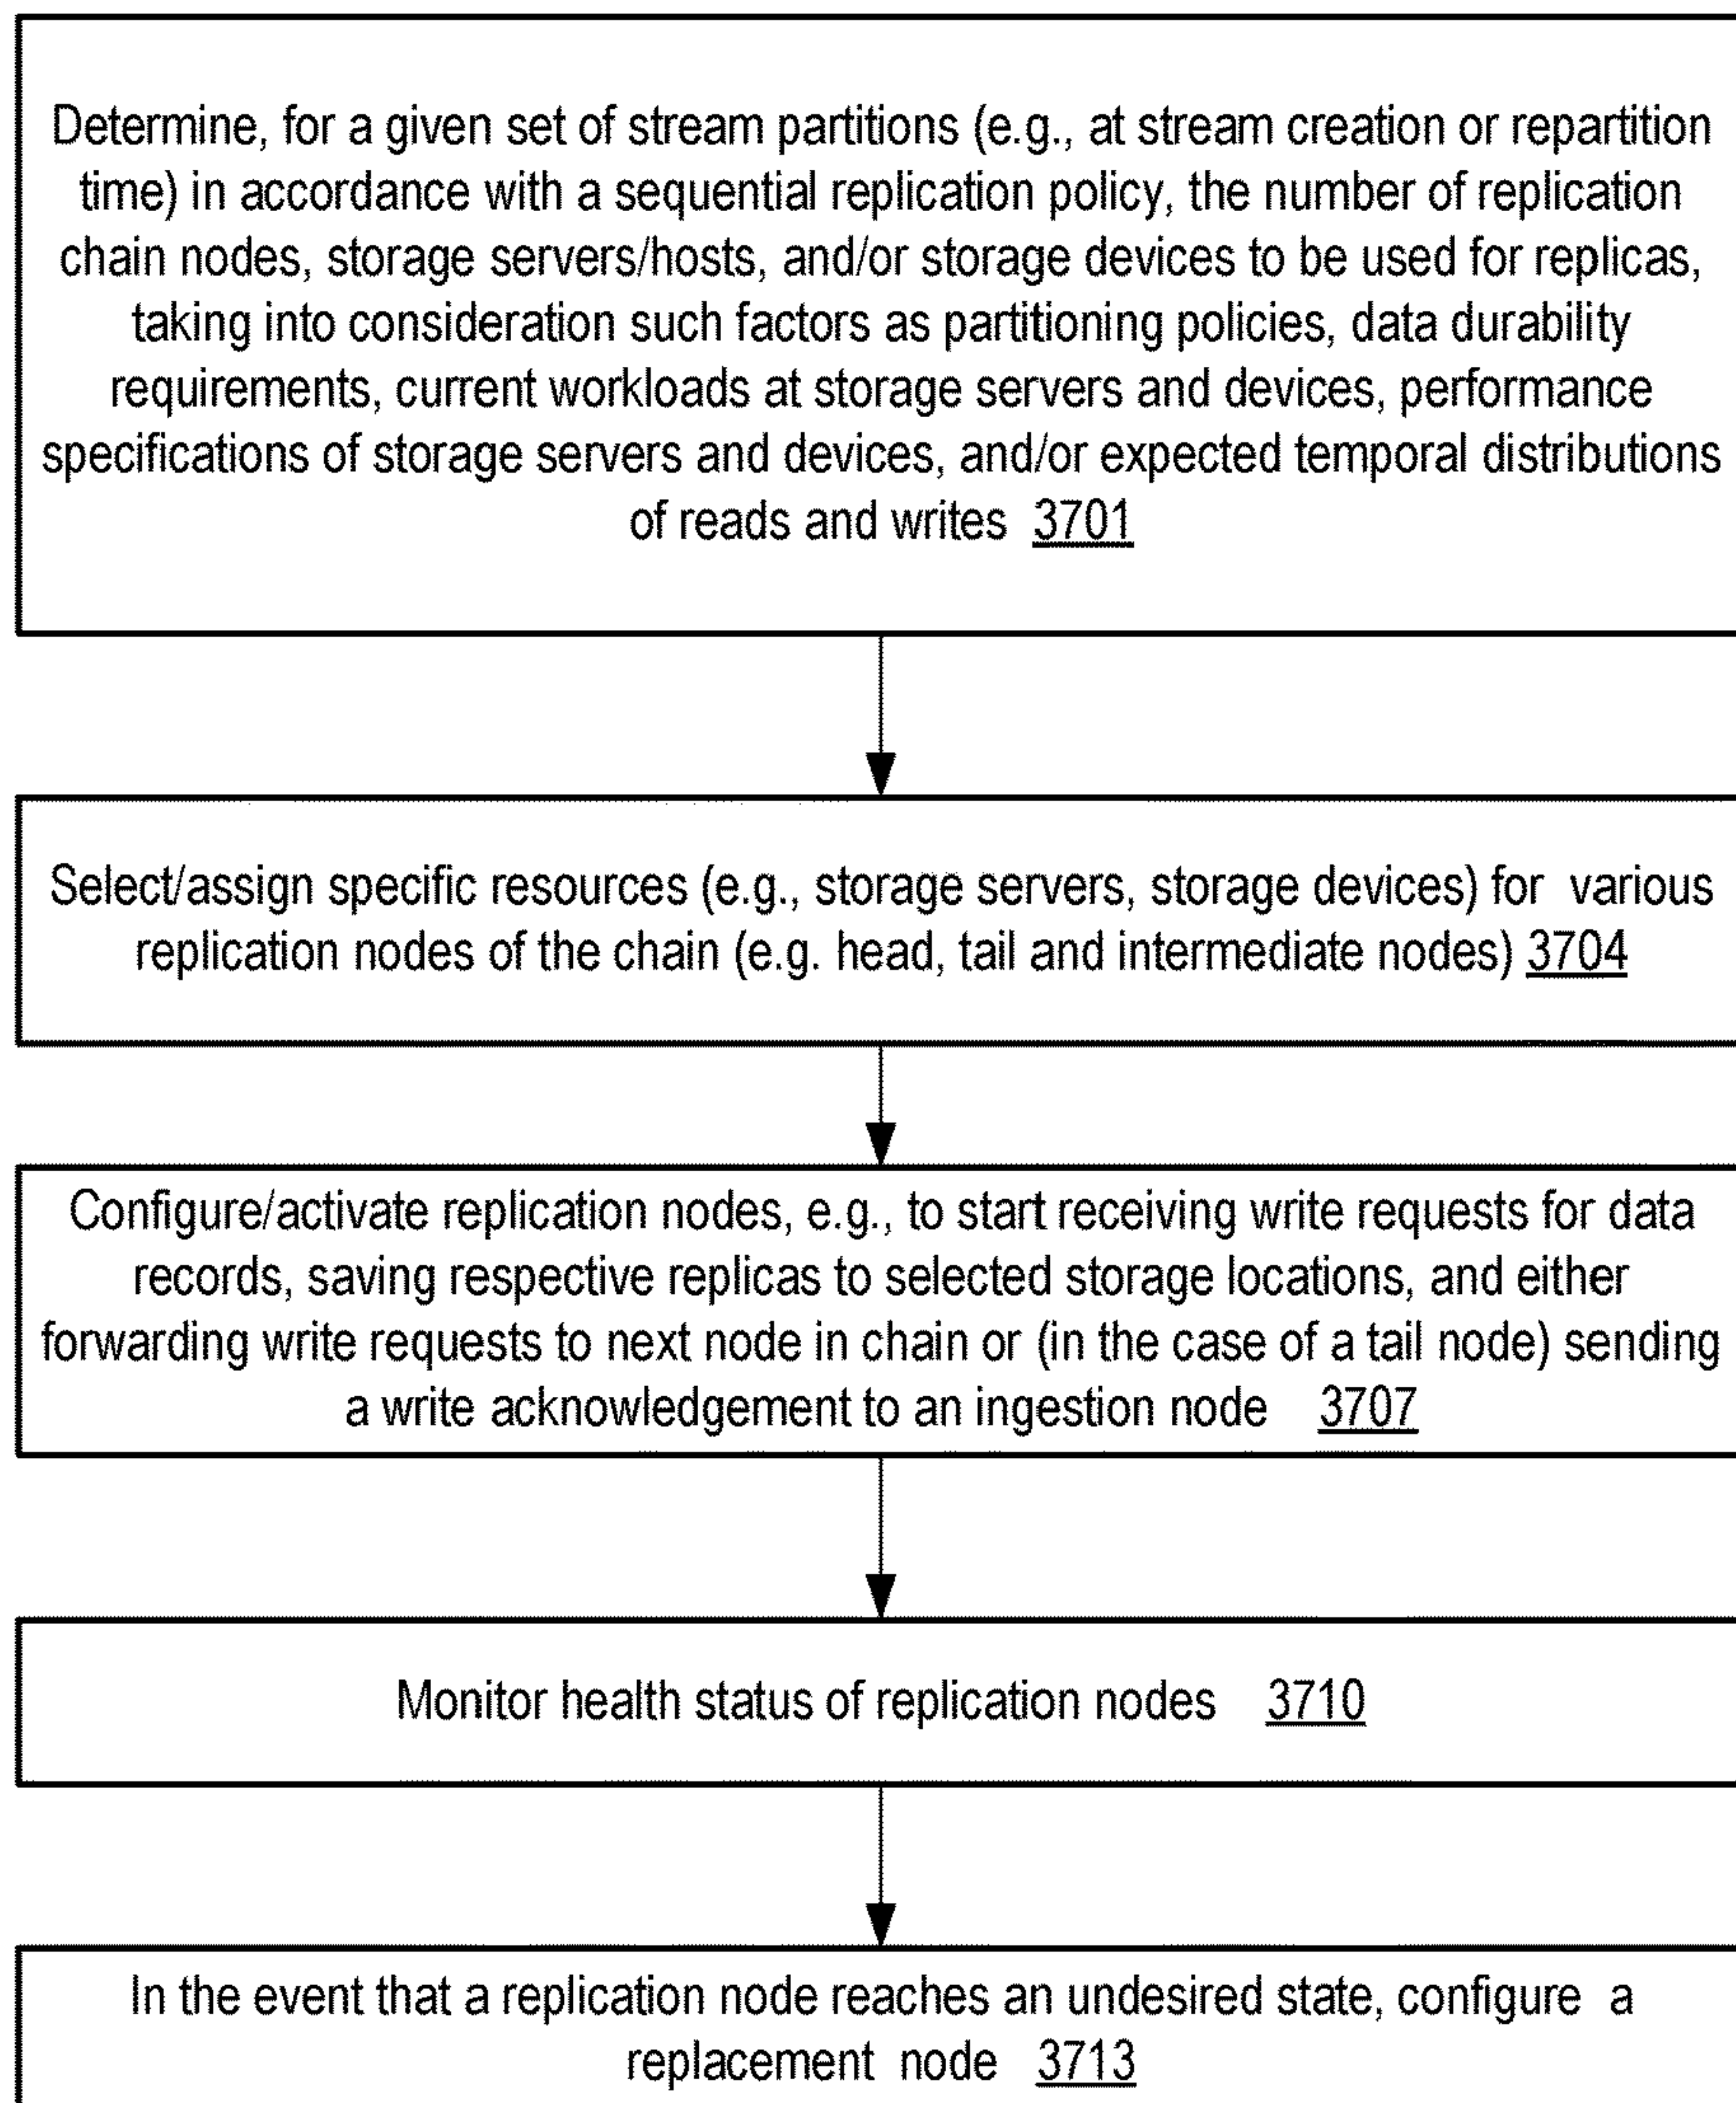 Determine, for a given set of stream partitions (e.g., at stream creation or repartition
time) in accordance with a sequential replication policy, the number of replication
chain nodes, storage servers/hosts, and/or storage devices to be used for replicas,
taking into consideration such factors as partitioning policies, data durability
requirements, current workloads at storage servers and devices, performance
specifications of storage servers and devices, and/or expected temporal distributions
of reads and writes 3701
Select/assign specific resources (e.g., storage servers, storage devices) for various
replication nodes of the chain (e.g. head, tail and intermediate nodes) 3704
Configure/activate replication nodes, e.g., to start receiving write requests for data
records, saving respective replicas to selected storage locations, and either
forwarding write requests to next node in chain or (in the case of a tail node) sending
a write acknowledgement to an ingestion node 3707
Monitor health status of replication nodes 3710
In the event that a replication node reaches an undesired state, configure a
replacement node 3713